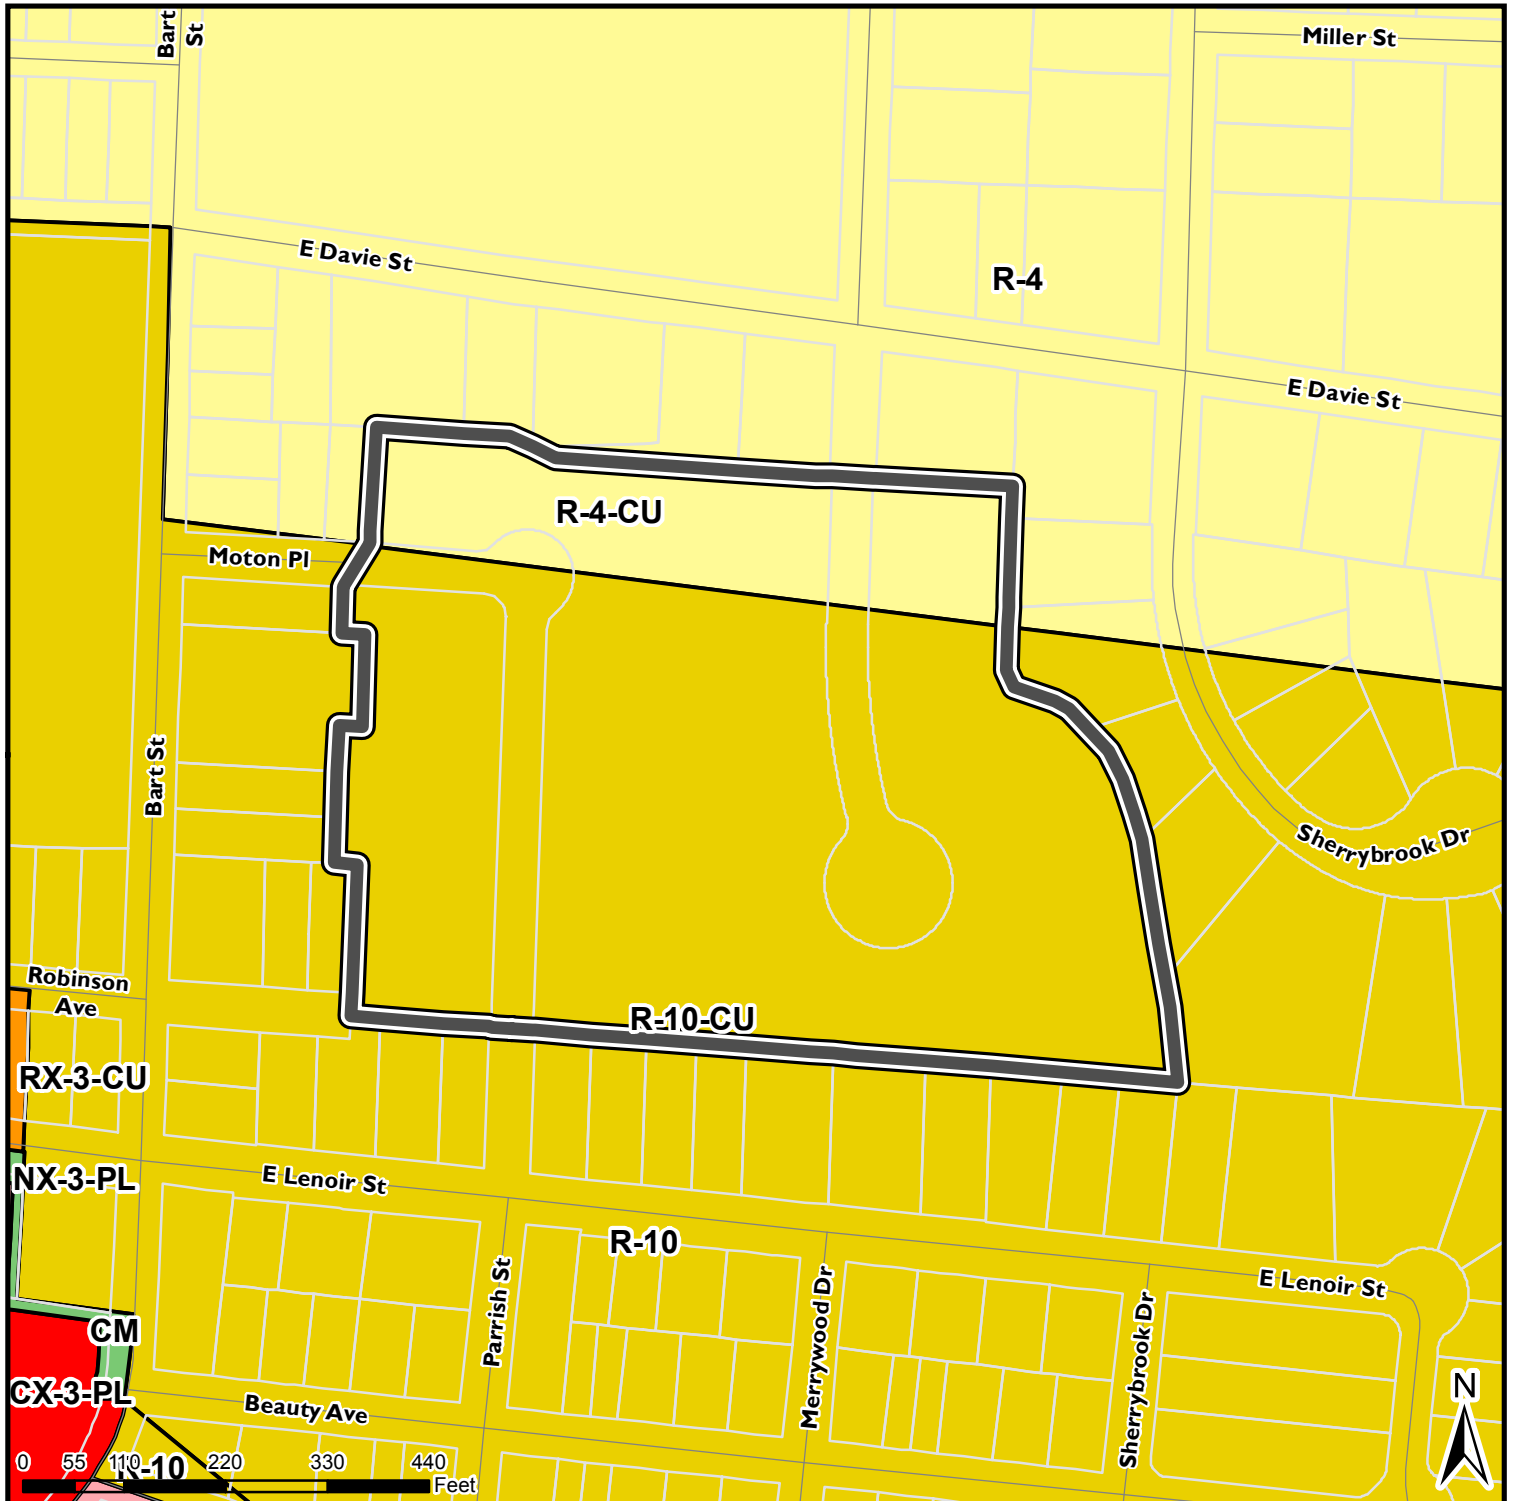 Bart
St
Miller St
E Davie St
R-4
E Davie St
R-4-CU
Moton Pl
Bart St
Sherrybrook Dr
Robinson
Ave
R-10-CU
RX-3-CU
NX-3-PL
E Lenoir St
R-10
E Lenoir St
Parrish St
Merrywood Dr
Sherrybrook Dr
CM
CX-3-PL
Beauty Ave
N
R-10
0 55 110 220 330 440
Feet